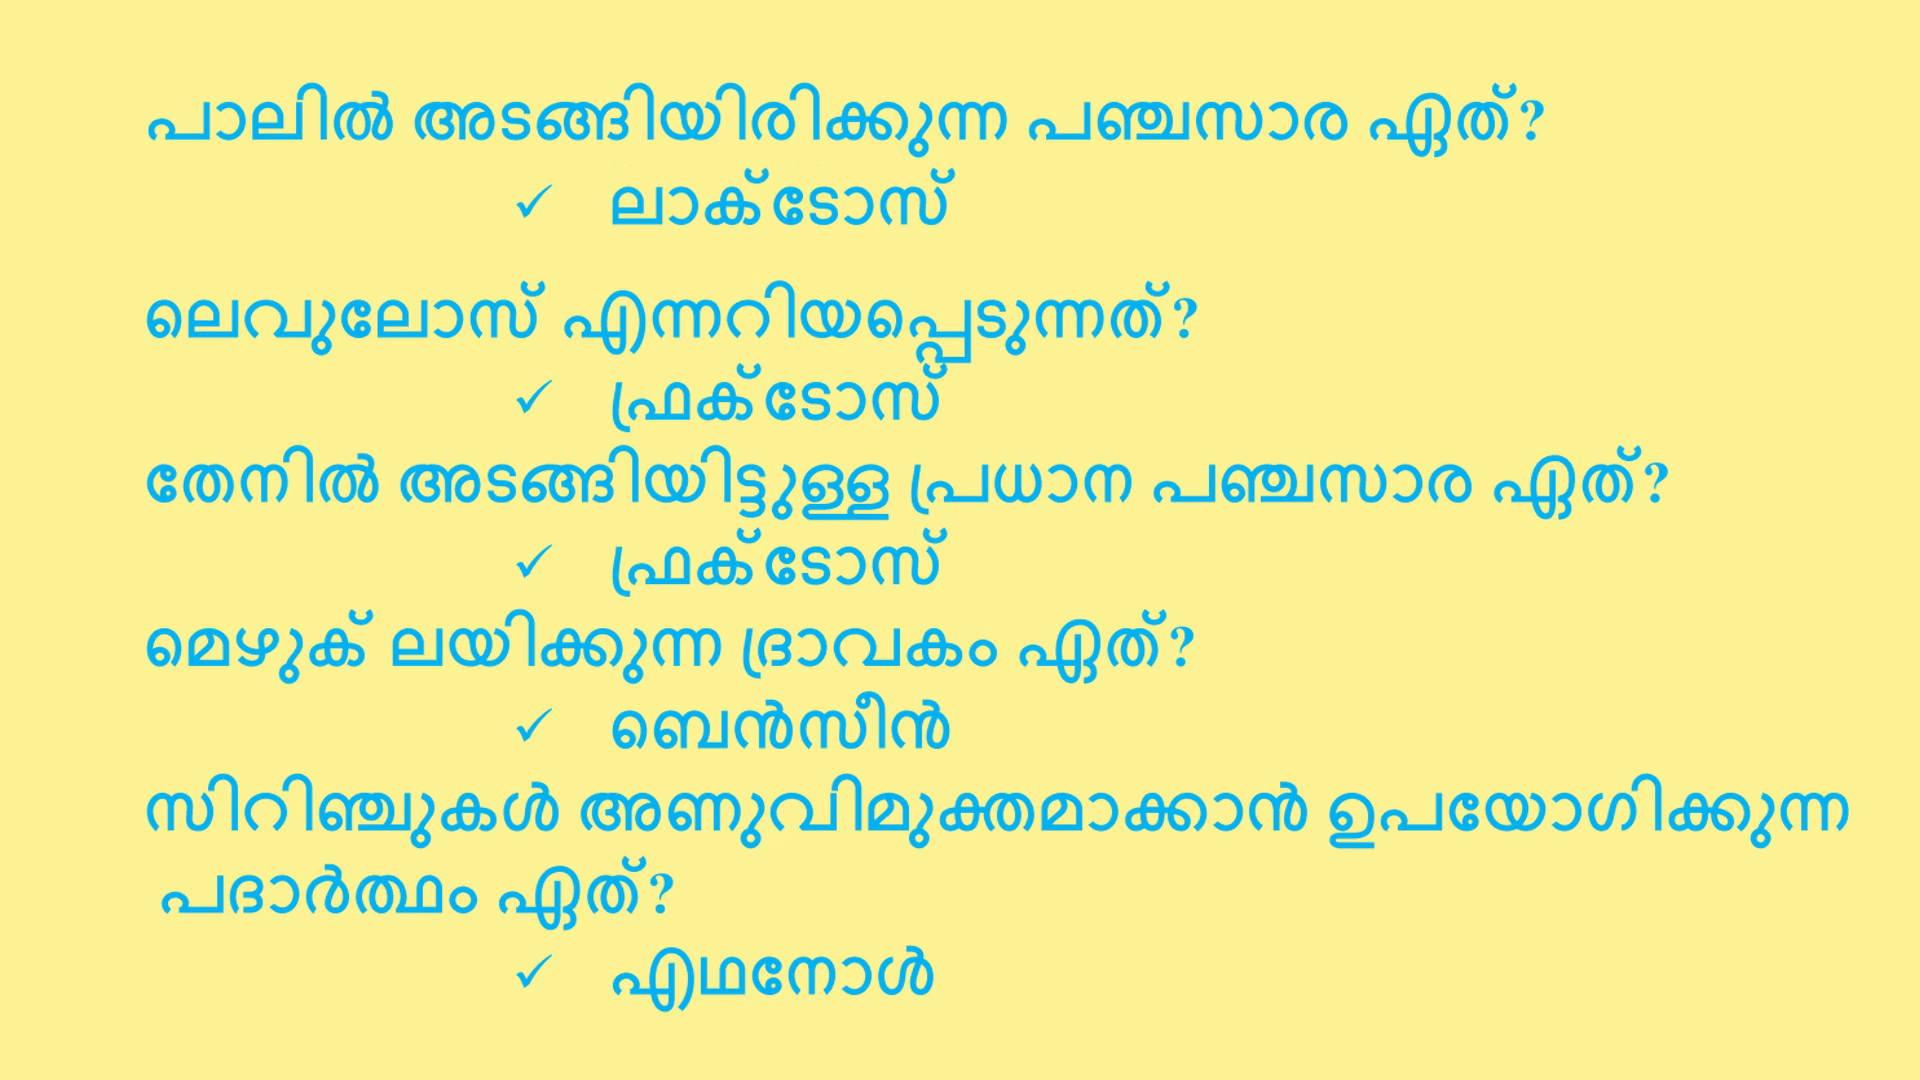 പാലിൽ അടങ്ങിയിരിക്കുന്ന പഞ്ചസാര ഏത്?
✓ ലാക്ടോസ്
ലെവുലോസ് എന്നറിയപ്പെടുന്നത്?
✓ ഫ്രക്ടോസ്
തേനിൽ അടങ്ങിയിട്ടുള്ള പ്രധാന പഞ്ചസാര ഏത്?
✓ ഫ്രക്ടോസ്
മെഴുക് ലയിക്കുന്ന ദ്രാവകം ഏത്?
✓ ബെൻസീൻ
സിറിഞ്ചുകൾ അണുവിമുക്തമാക്കാൻ ഉപയോഗിക്കുന്ന
പദാർത്ഥം ഏത്?
✓ എഥനോൾ